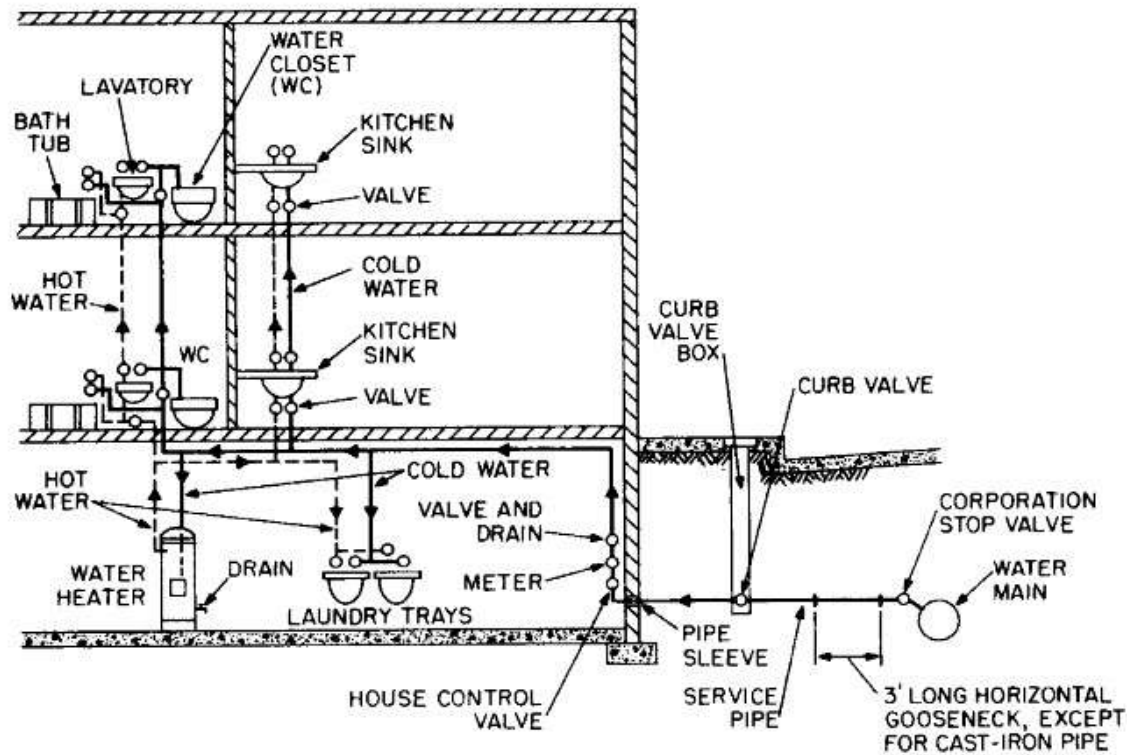 WATER
CLOSET
(WC)
LAVATORY
BATH
TUB
KITCHEN
SINK
VALVE
HOT
WATER
COLD
WATER
CURB
VALVE
BOX
WC
KITCHEN
SINK
VALVE
CURB VALVE
HOT
WATER
COLD WATER
VALVE AND
DRAIN
CORPORATION
STOP VALVE
WATER
HEATER
DRAIN
METER
WATER
MAIN
LAUNDRY TRAYS
PIPE
SLEEVE
HOUSE CONTROL
VALVE
SERVICE
PIPE
3' LONG HORIZONTAL
GOOSENECK, EXCEPT
FOR CAST-IRON PIPE